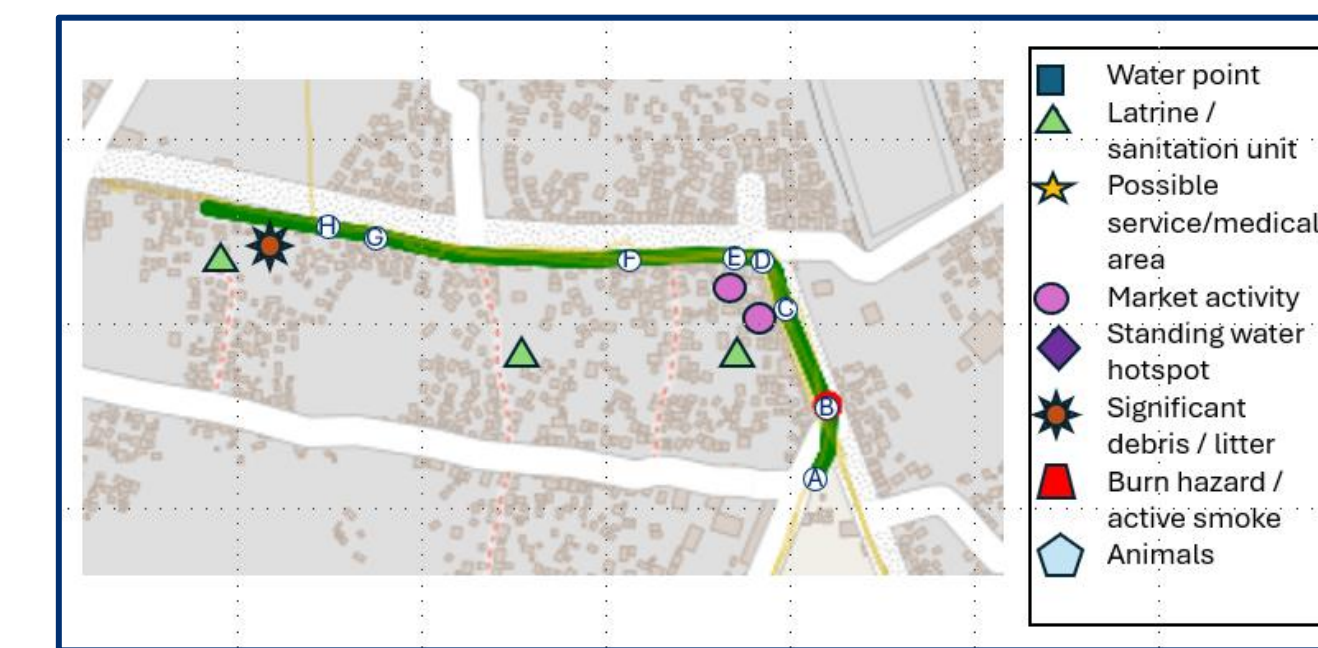 H
G
F
E
D
C
B
A
Water point
Latrine /
sanitation unit
Possible
service/medical
area
Market activity
Standing water
hotspot
Significant
debris / litter
Burn hazard /
active smoke
Animals